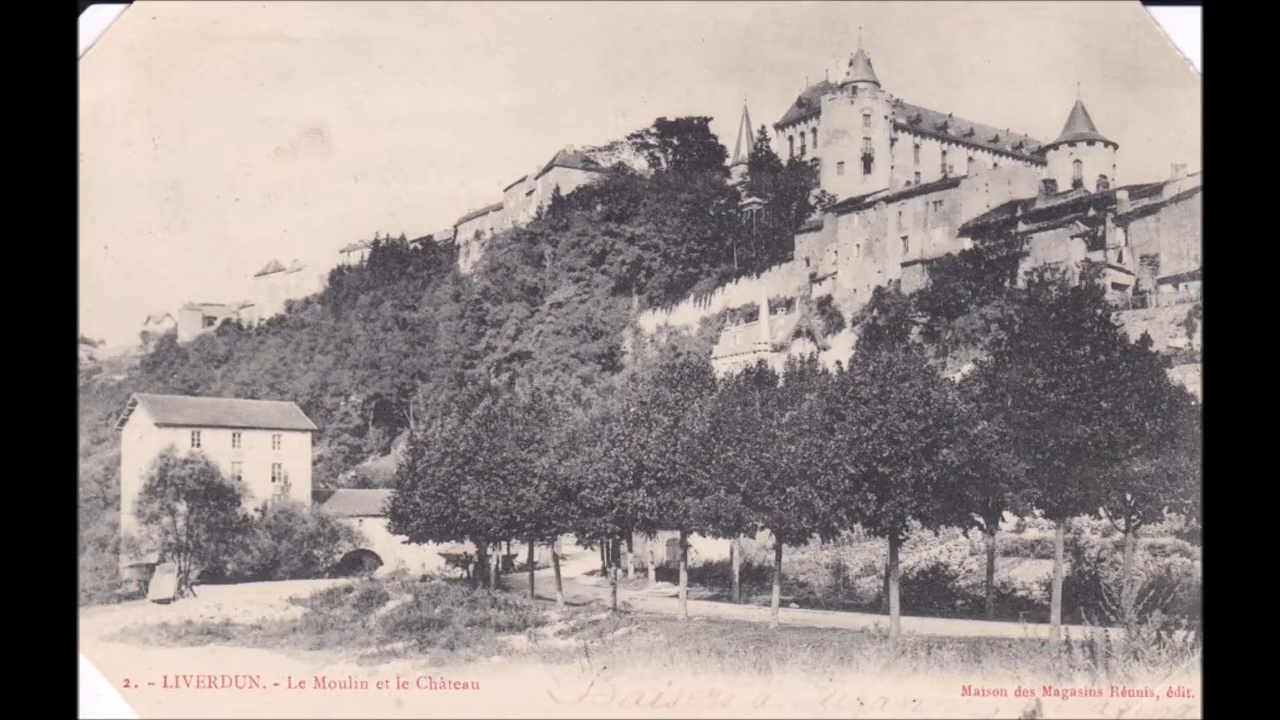 2. - LIVERDUN. - Le Moulin et le Château
Maison des Magasins Réunis, édit.